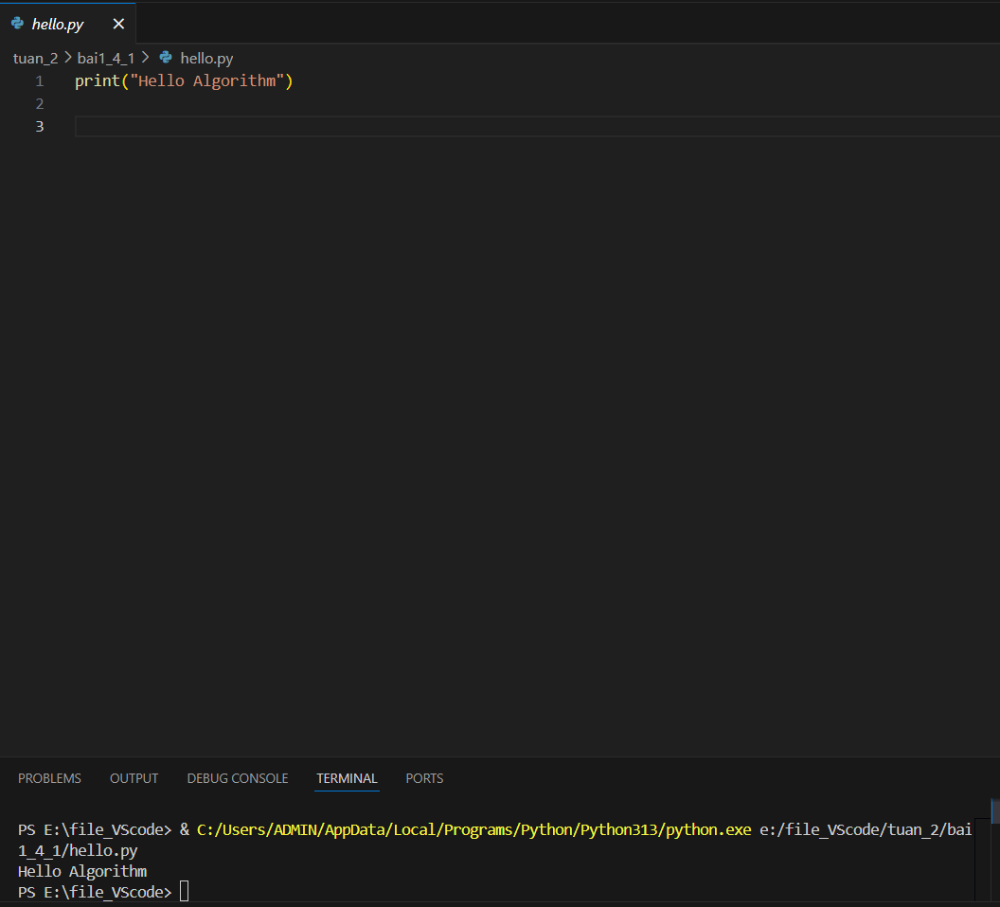 hello.py
tuan_2 > bai1_4_1 > hello.py
1 print("Hello Algorithm")
2
3
PROBLEMS OUTPUT DEBUG CONSOLE TERMINAL PORTS
PS E:\file_VScode> & C:/Users/ADMIN/AppData/Local/Programs/Python/Python313/python.exe e:/file_VScode/tuan_2/bai
1_4_1/hello.py
Hello Algorithm
PS E:\file_VScode>